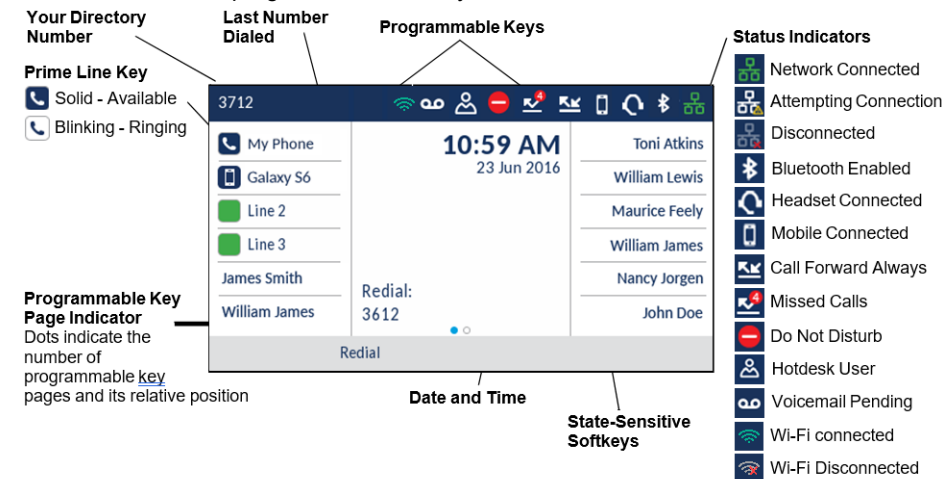 Your Directory
Number
Last Number
Dialed
Programmable Keys
Status Indicators
Prime Line Key
Solid - Available
Blinking - Ringing
3712
4
My Phone
Galaxy S6
Line 2
Line 3
James Smith
William James
10:59 AM
23 Jun 2016
Redial:
3612
Toni Atkins
William Lewis
Maurice Feely
William James
Nancy Jorgen
John Doe
Redial
Programmable Key
Page Indicator
Dots indicate the
number of
programmable key
pages and its relative position
Date and Time
State-Sensitive
Softkeys
Network Connected
Attempting Connection
Disconnected
Bluetooth Enabled
Headset Connected
Mobile Connected
Call Forward Always
4
Missed Calls
Do Not Disturb
Hotdesk User
Voicemail Pending
Wi-Fi connected
Wi-Fi Disconnected